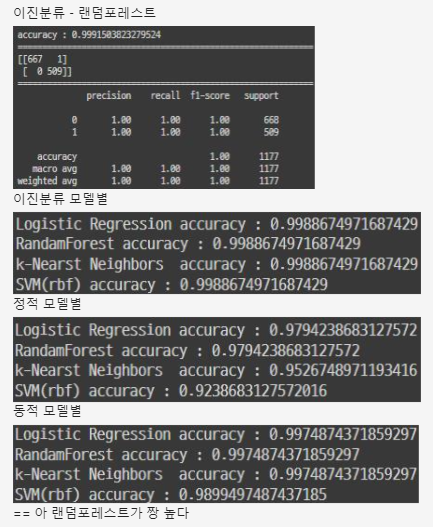 이진분류 - 랜덤포레스트
accuracy : 0.9991503823279524
==================================================
[[667   1]
 [  0 509]]
==================================================
precision    recall  f1-score   support
0       1.00      1.00      1.00       668
1       1.00      1.00      1.00       509
accuracy                           1.00      1177
macro avg       1.00      1.00      1.00      1177
weighted avg       1.00      1.00      1.00      1177
이진분류 모델별
Logistic Regression accuracy : 0.9988674971687429
RandamForest accuracy : 0.9988674971687429
k-Nearst Neighbors  accuracy : 0.9988674971687429
SVM(rbf) accuracy : 0.9988674971687429
정적 모델별
Logistic Regression accuracy : 0.9794238683127572
RandamForest accuracy : 0.9794238683127572
k-Nearst Neighbors  accuracy : 0.9526748971193416
SVM(rbf) accuracy : 0.9238683127572016
동적 모델별
Logistic Regression accuracy : 0.9974874371859297
RandamForest accuracy : 0.9974874371859297
k-Nearst Neighbors  accuracy : 0.9974874371859297
SVM(rbf) accuracy : 0.9899497487437185
== 아 랜덤포레스트가 짱 높다